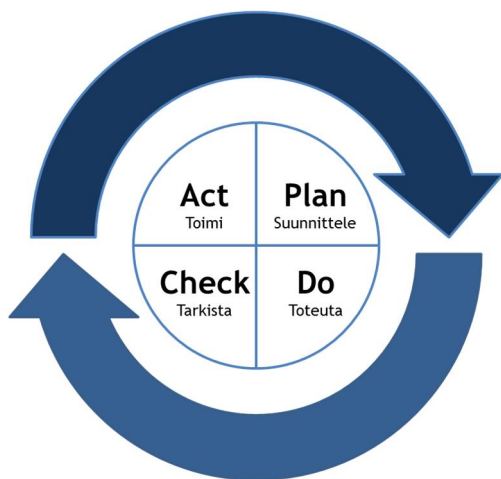 Act
Toimi
Plan
Suunnittele
Check
Tarkista
Do
Toteuta